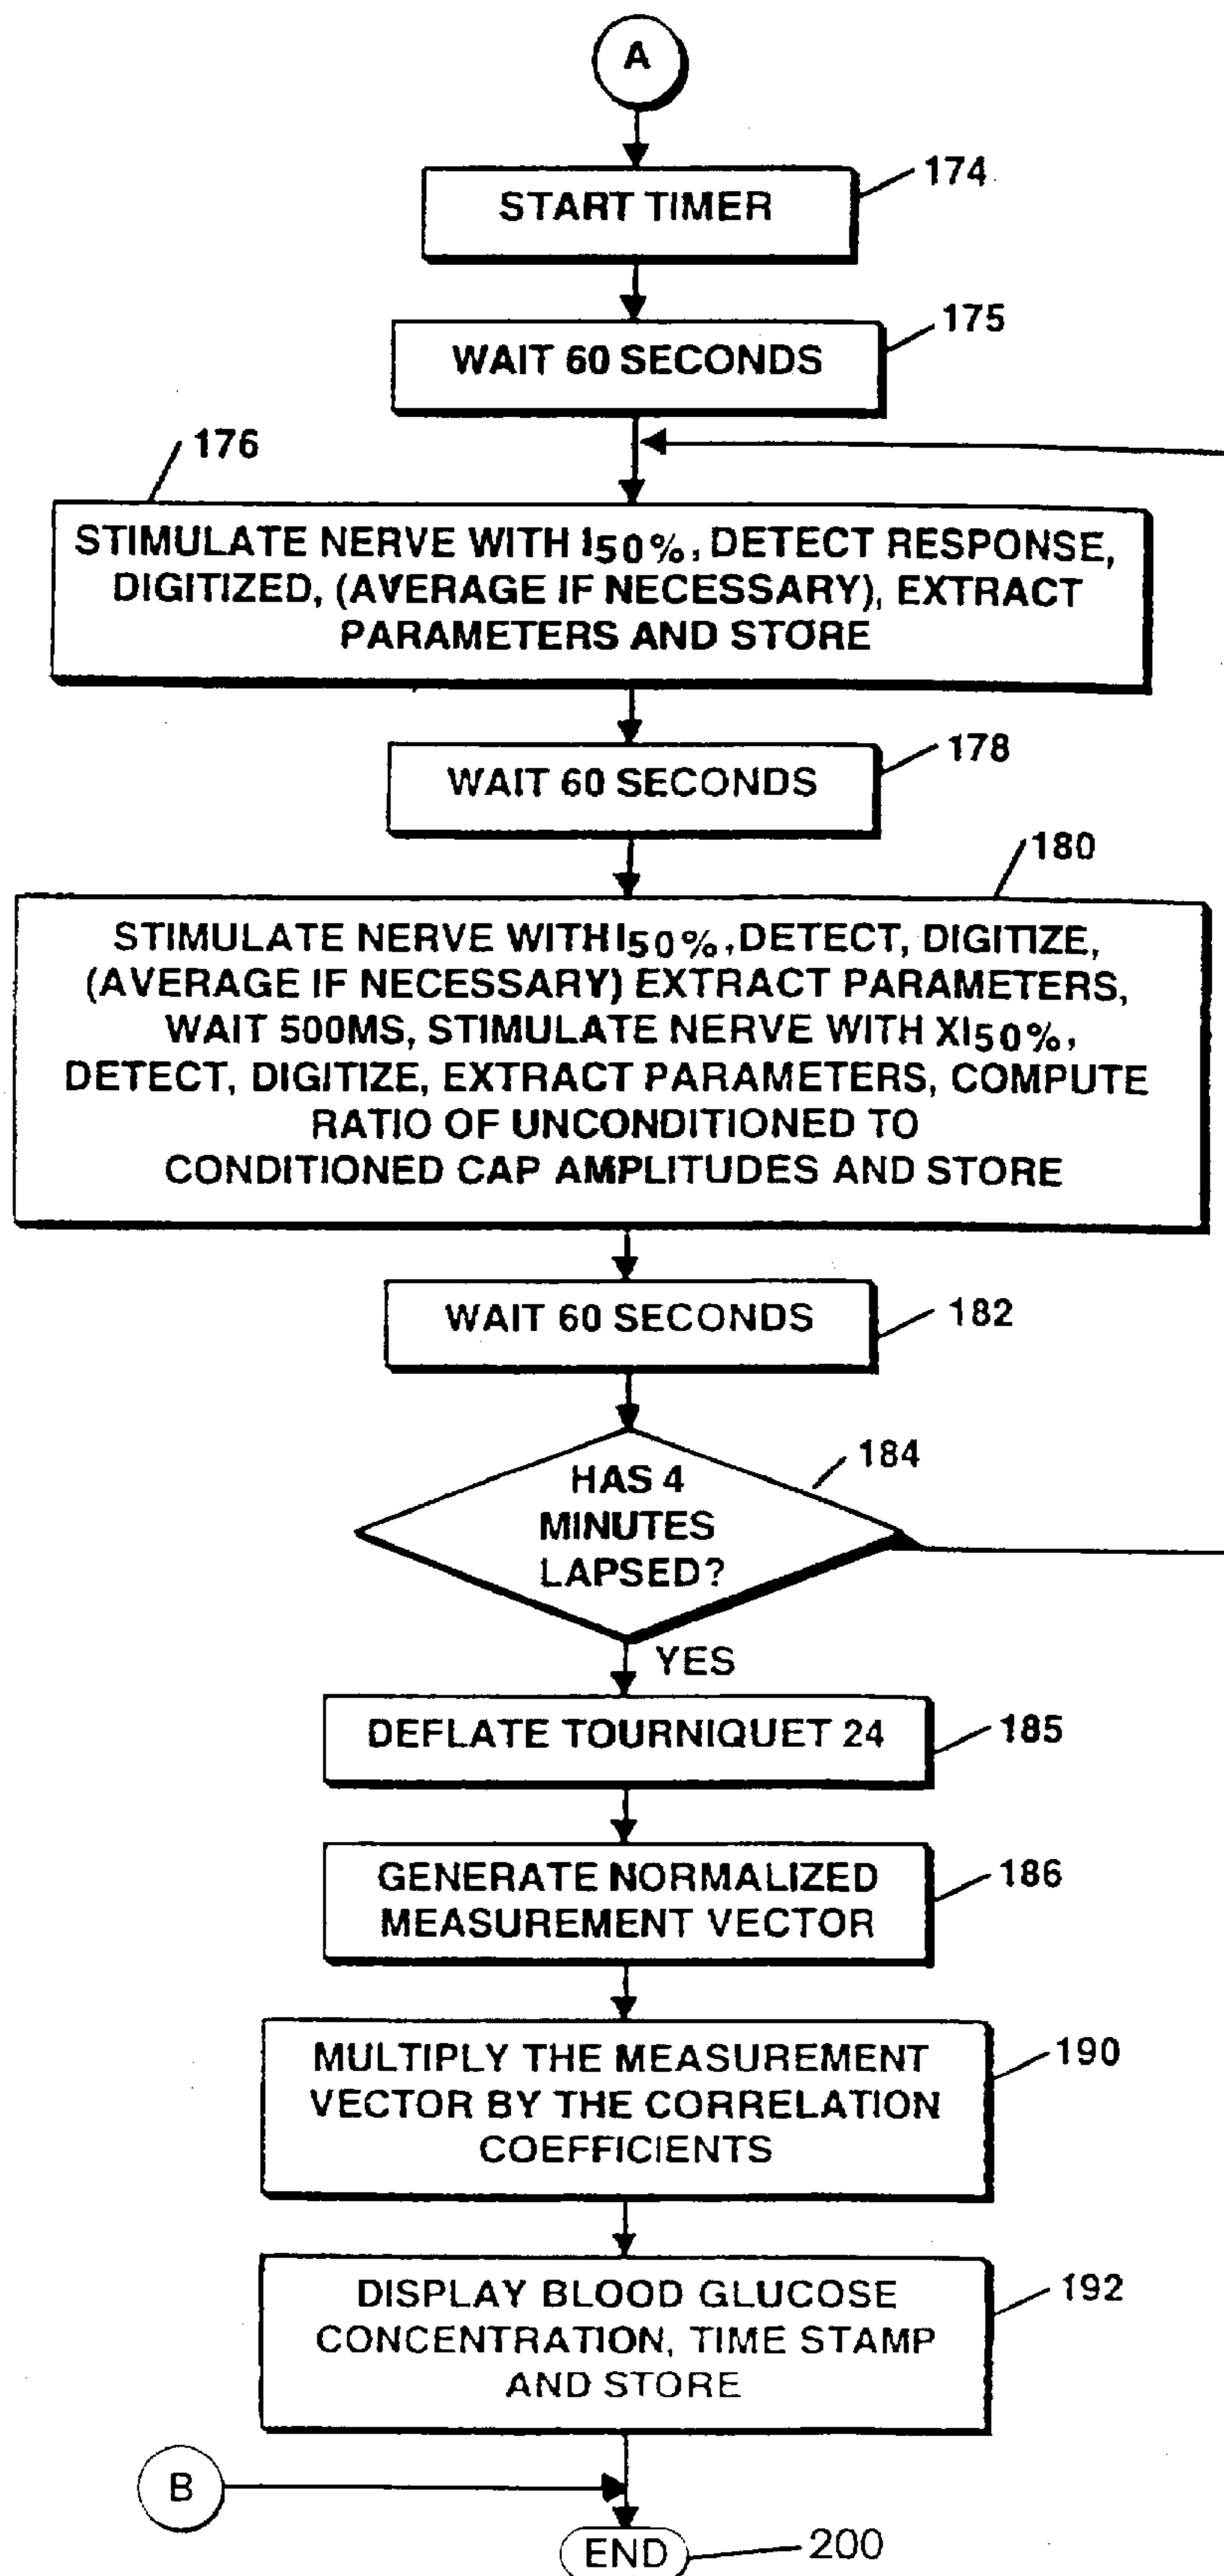 A
174
START TIMER
175
WAIT 60 SECONDS
176
STIMULATE NERVE WITH I50%, DETECT RESPONSE,
DIGITIZED, (AVERAGE IF NECESSARY), EXTRACT
PARAMETERS AND STORE
178
WAIT 60 SECONDS
180
STIMULATE NERVE WITH I50%, DETECT, DIGITIZE,
(AVERAGE IF NECESSARY) EXTRACT PARAMETERS,
WAIT 500MS, STIMULATE NERVE WITH XI50%,
DETECT, DIGITIZE, EXTRACT PARAMETERS, COMPUTE
RATIO OF UNCONDITIONED TO
CONDITIONED CAP AMPLITUDES AND STORE
WAIT 60 SECONDS
182
184
HAS 4
MINUTES
LAPSED?
YES
DEFLATE TOURNIQUET 24
185
GENERATE NORMALIZED
MEASUREMENT VECTOR
186
MULTIPLY THE MEASUREMENT
VECTOR BY THE CORRELATION
COEFFICIENTS
190
DISPLAY BLOOD GLUCOSE
CONCENTRATION, TIME STAMP
AND STORE
192
B
END
200